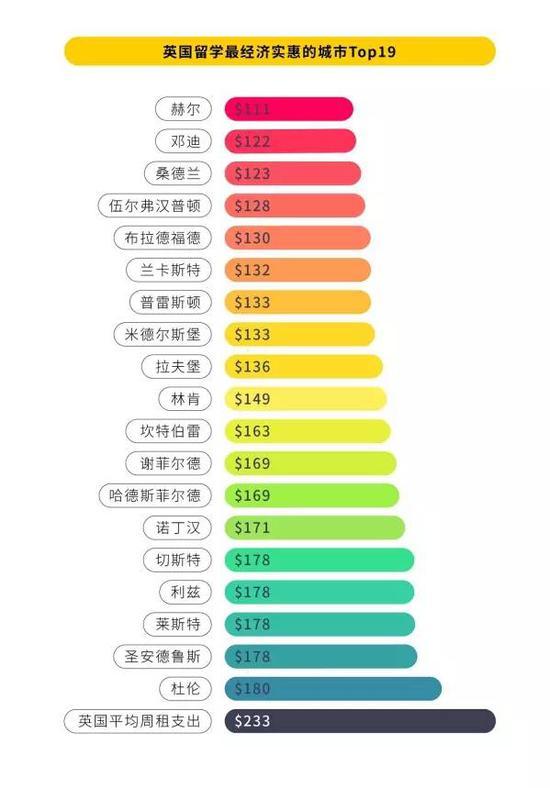 英国留学最经济实惠的城市Top19
赫尔 $111
邓迪 $122
桑德兰 $123
伍尔弗汉普顿 $128
布拉德福德 $130
兰卡斯特 $132
普雷斯顿 $133
米德尔斯堡 $133
拉夫堡 $136
林肯 $149
坎特伯雷 $163
谢菲尔德 $169
哈德斯菲尔德 $169
诺丁汉 $171
切斯特 $178
利兹 $178
莱斯特 $178
圣安德鲁斯 $178
杜伦 $180
英国平均周租支出 $233